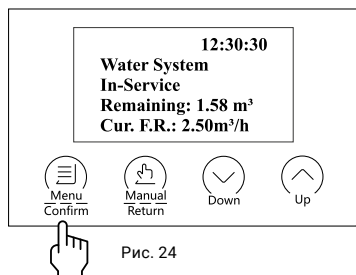 12:30:30
Water System
In-Service
Remaining: 1.58 m³
Cur. F.R.: 2.50m³/h
Menu
Confirm
Manual
Return
Down
Up
Рис. 24